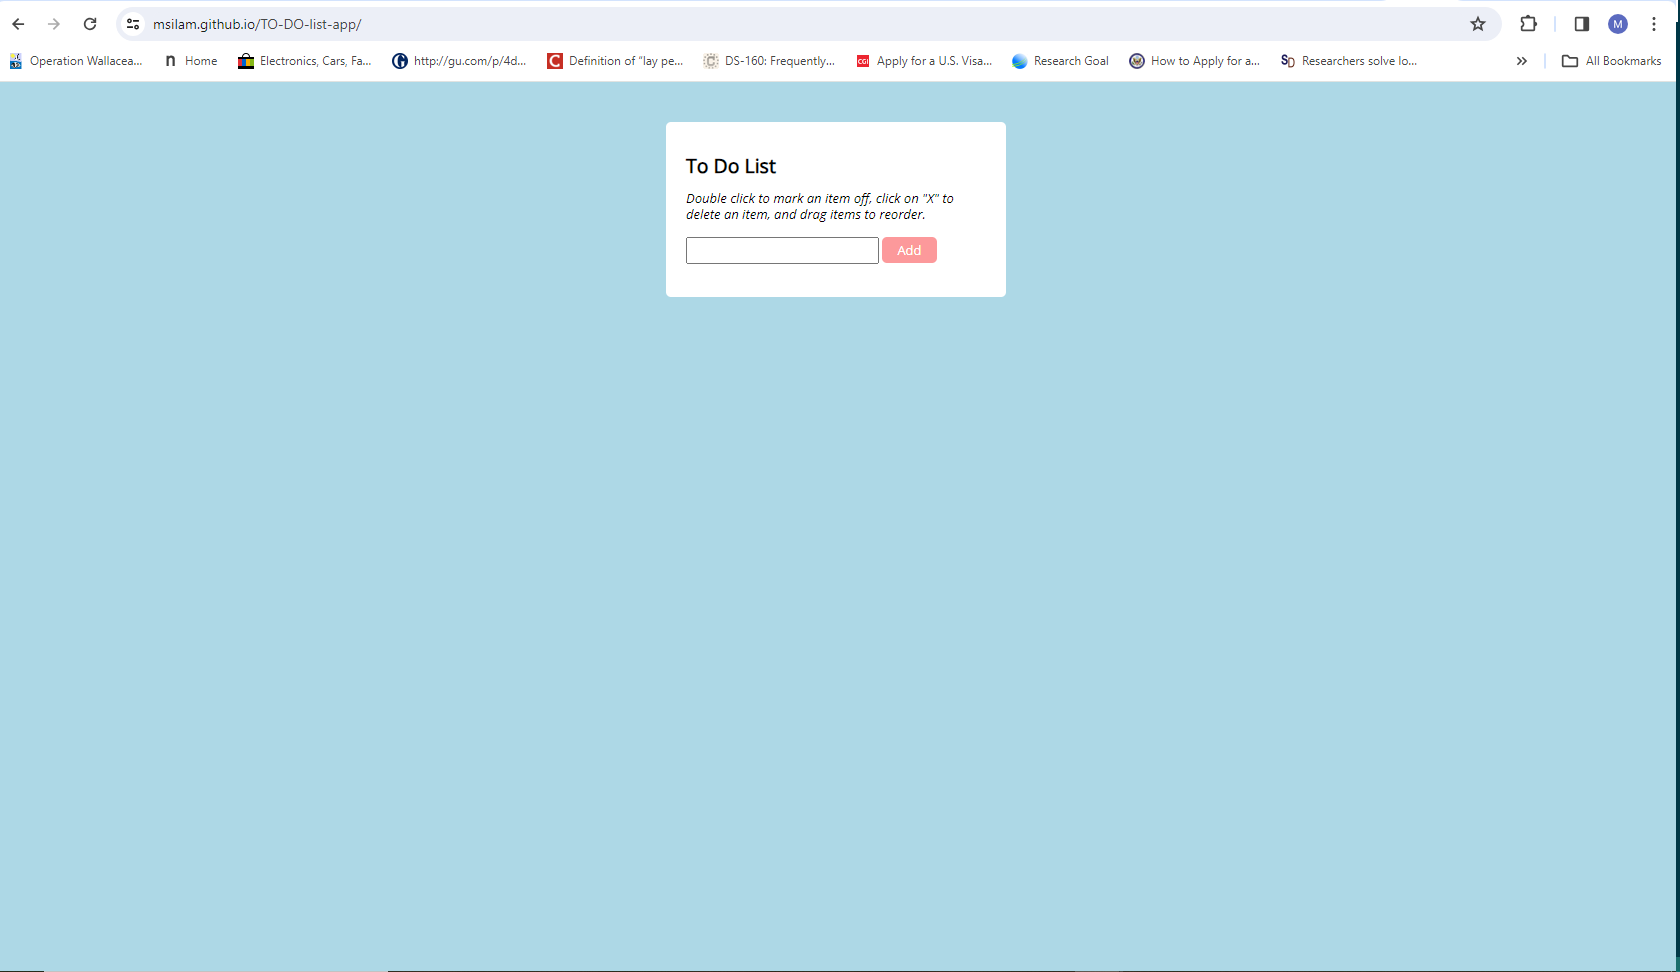 msilam.github.io/TO-DO-list-app/
M
Operation Wallacea...
n Home
Electronics, Cars, Fa...
http://gu.com/p/4d...
C Definition of “lay pe...
C DS-160: Frequently...
CGI Apply for a U.S. Visa...
Research Goal
How to Apply for a...
SD Researchers solve lo...
All Bookmarks
To Do List
Double click to mark an item off, click on "X" to
delete an item, and drag items to reorder.
Add